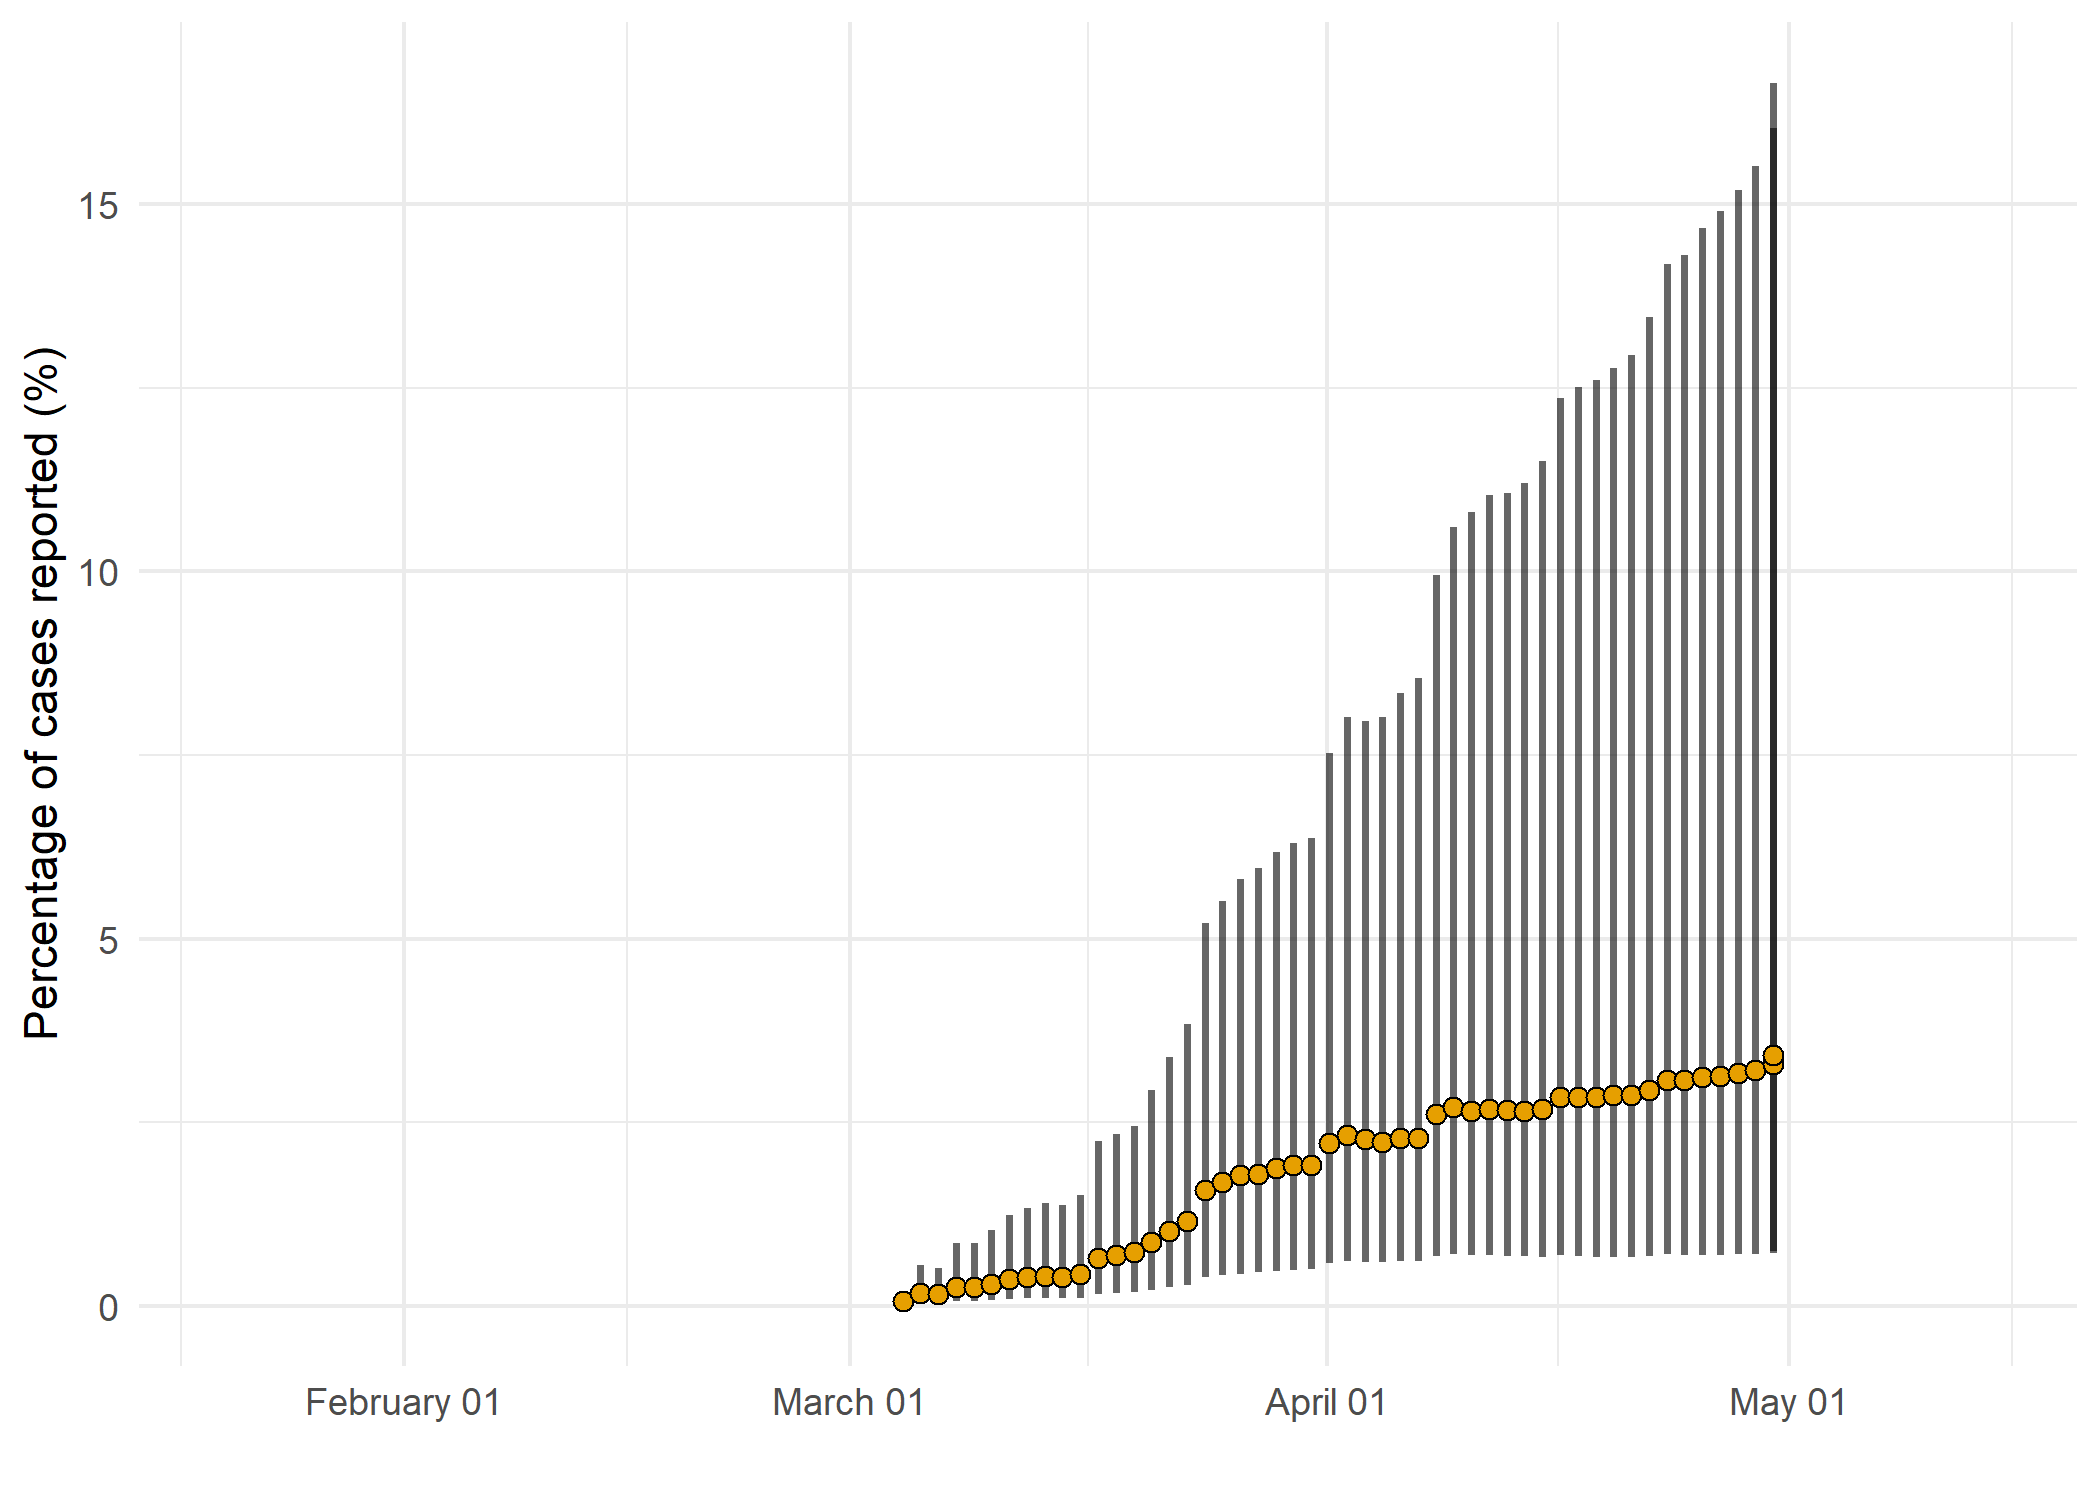 Percentage of cases reported (%)
15
10
5
0
February 01
March 01
April 01
May 01